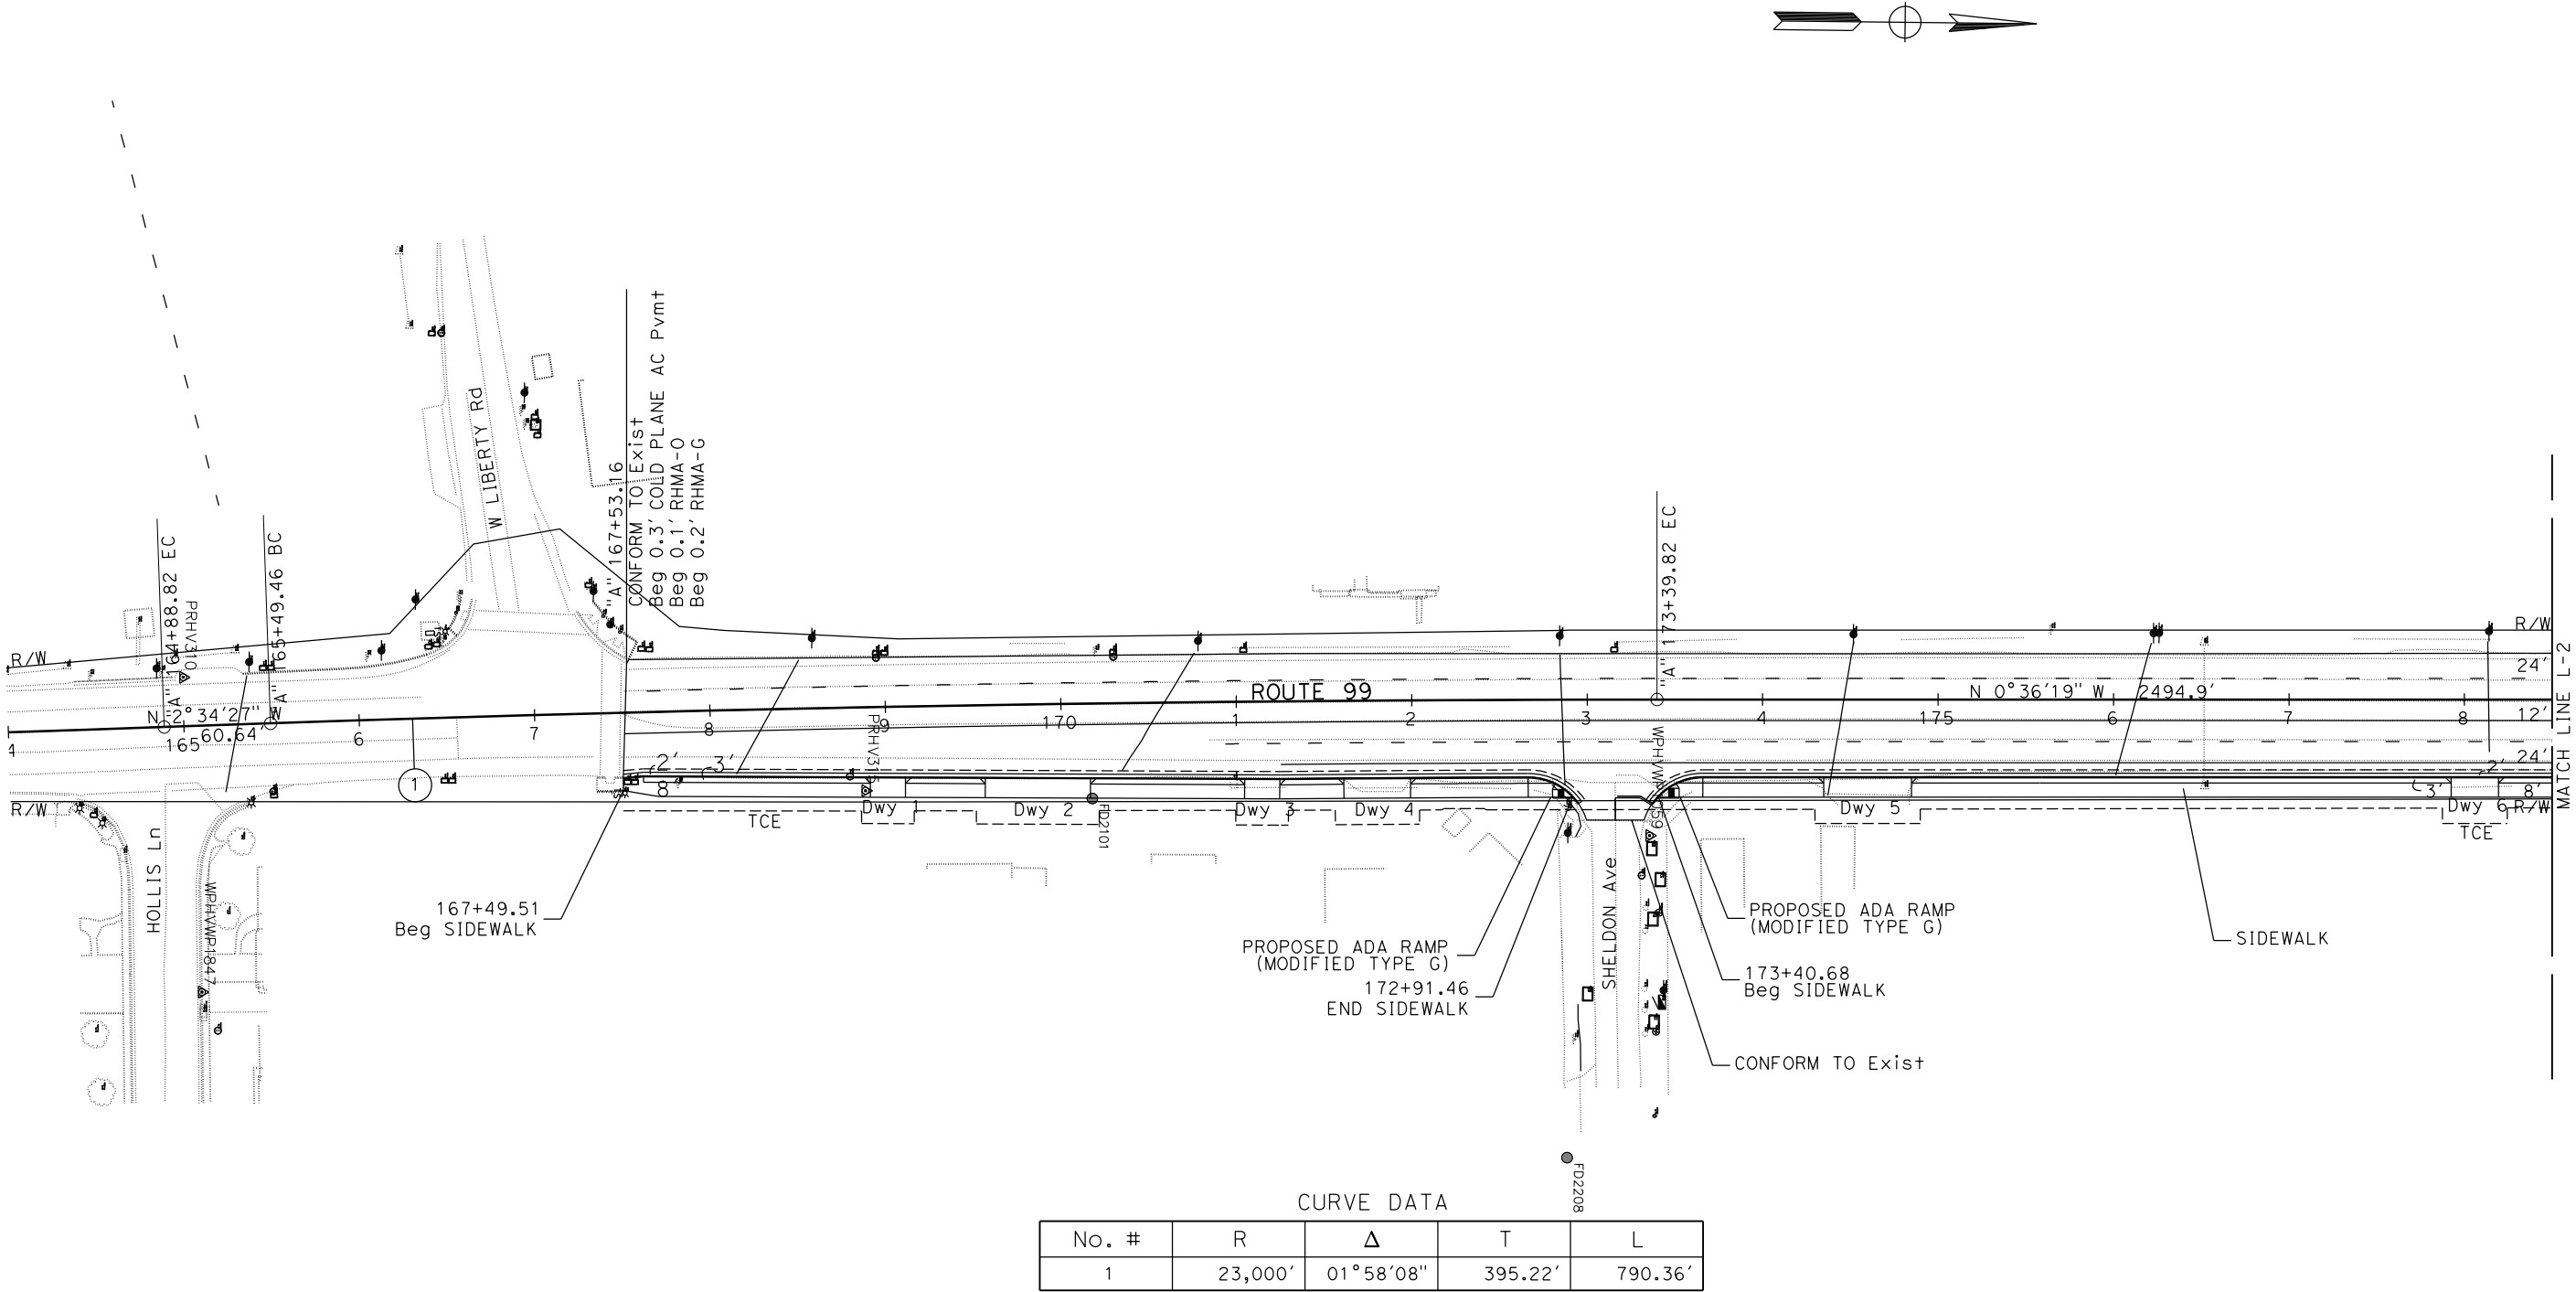 W LIBERTY Rd
"A" 167+53.16
CONFORM TO Exist
Beg 0.3' COLD PLANE AC Pvmt
Beg 0.1' RHMA-O
Beg 0.2' RHMA-G
"A" 164+88.82 EC
PRHV310
"A" 165+49.46 BC
"A" 173+39.82 EC
R/W
R/W
24'
ROUTE 99
N 0°36'19" W 2494.9'
N 2°34'27" W
60.64'
12'
4
165
6
7
8
9
170
1
2
3
4
175
6
7
8
MATCH LINE L-2
1
2'
3'
8'
PRHV315
24'
2'
3'
8'
R/W
R/W
TCE
Dwy 1
Dwy 2
FD2101
Dwy 3
Dwy 4
Dwy 5
Dwy 6
TCE
HOLLIS Ln
WPHVWP1847
SHELDON Ave
167+49.51
Beg SIDEWALK
PROPOSED ADA RAMP
(MODIFIED TYPE G)
172+91.46
END SIDEWALK
PROPOSED ADA RAMP
(MODIFIED TYPE G)
173+40.68
Beg SIDEWALK
SIDEWALK
CONFORM TO Exist
FD2208
CURVE DATA
No. # R Δ T L
1 23,000' 01°58'08" 395.22' 790.36'